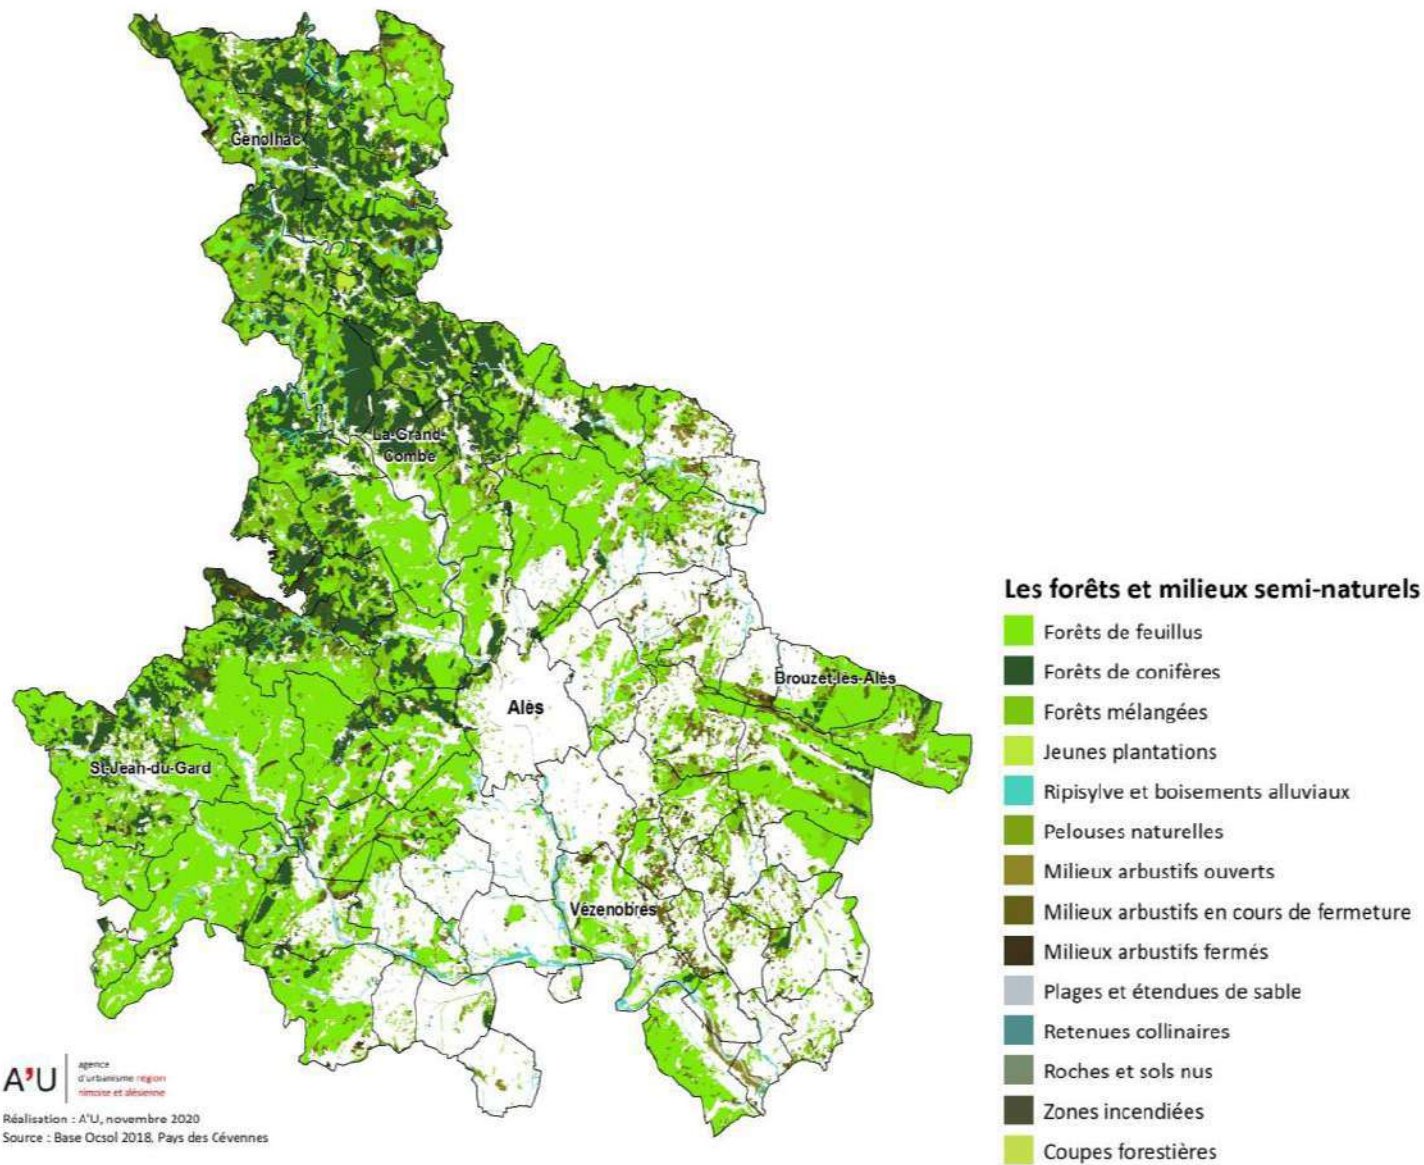 Génolhac
La-Grand-
Combe
Alès
Brouzet-lès-Alès
St-Jean-du-Gard
Vézénobres
Les forêts et milieux semi-naturels
Forêts de feuillus
Forêts de conifères
Forêts mélangées
Jeunes plantations
Ripisylve et boisements alluviaux
Pelouses naturelles
Milieux arbustifs ouverts
Milieux arbustifs en cours de fermeture
Milieux arbustifs fermés
Plages et étendues de sable
Retenues collinaires
Roches et sols nus
Zones incendiées
Coupes forestières
A'U
agence
d'urbanisme région
nîmoise et alésienne
Réalisation : A'U, novembre 2020
Source : Base Ocsol 2018, Pays des Cévennes